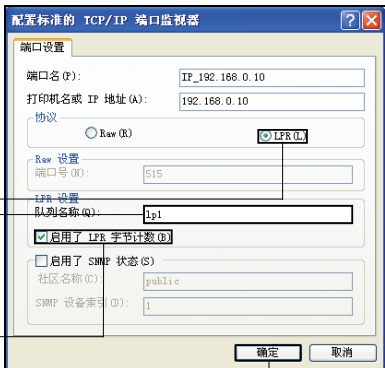 配置标准的 TCP/IP 端口监视器
端口设置
端口名(P): IP_192.168.0.10
打印机名或 IP 地址(A): 192.168.0.10
协议
Raw(R) LPR(L)
Raw 设置
端口号(N): 515
LPR 设置
队列名称(Q): lp1
启用了 LPR 字节计数(B)
启用了 SNMP 状态(S)
社区名称(C): public
SNMP 设备索引(D): 1
确定 取消